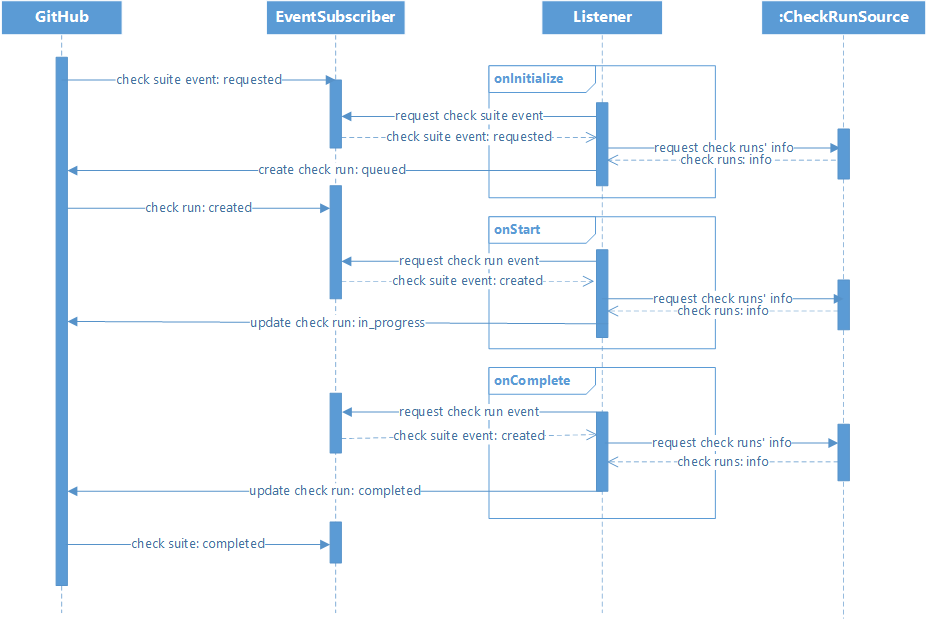 GitHub
EventSubscriber
Listener
:CheckRunSource
check suite event: requested
onInitialize
request check suite event
check suite event: requested
request check runs' info
check runs: info
create check run: queued
check run: created
onStart
request check run event
check suite event: created
request check runs' info
check runs: info
update check run: in_progress
onComplete
request check run event
check suite event: created
request check runs' info
check runs: info
update check run: completed
check suite: completed